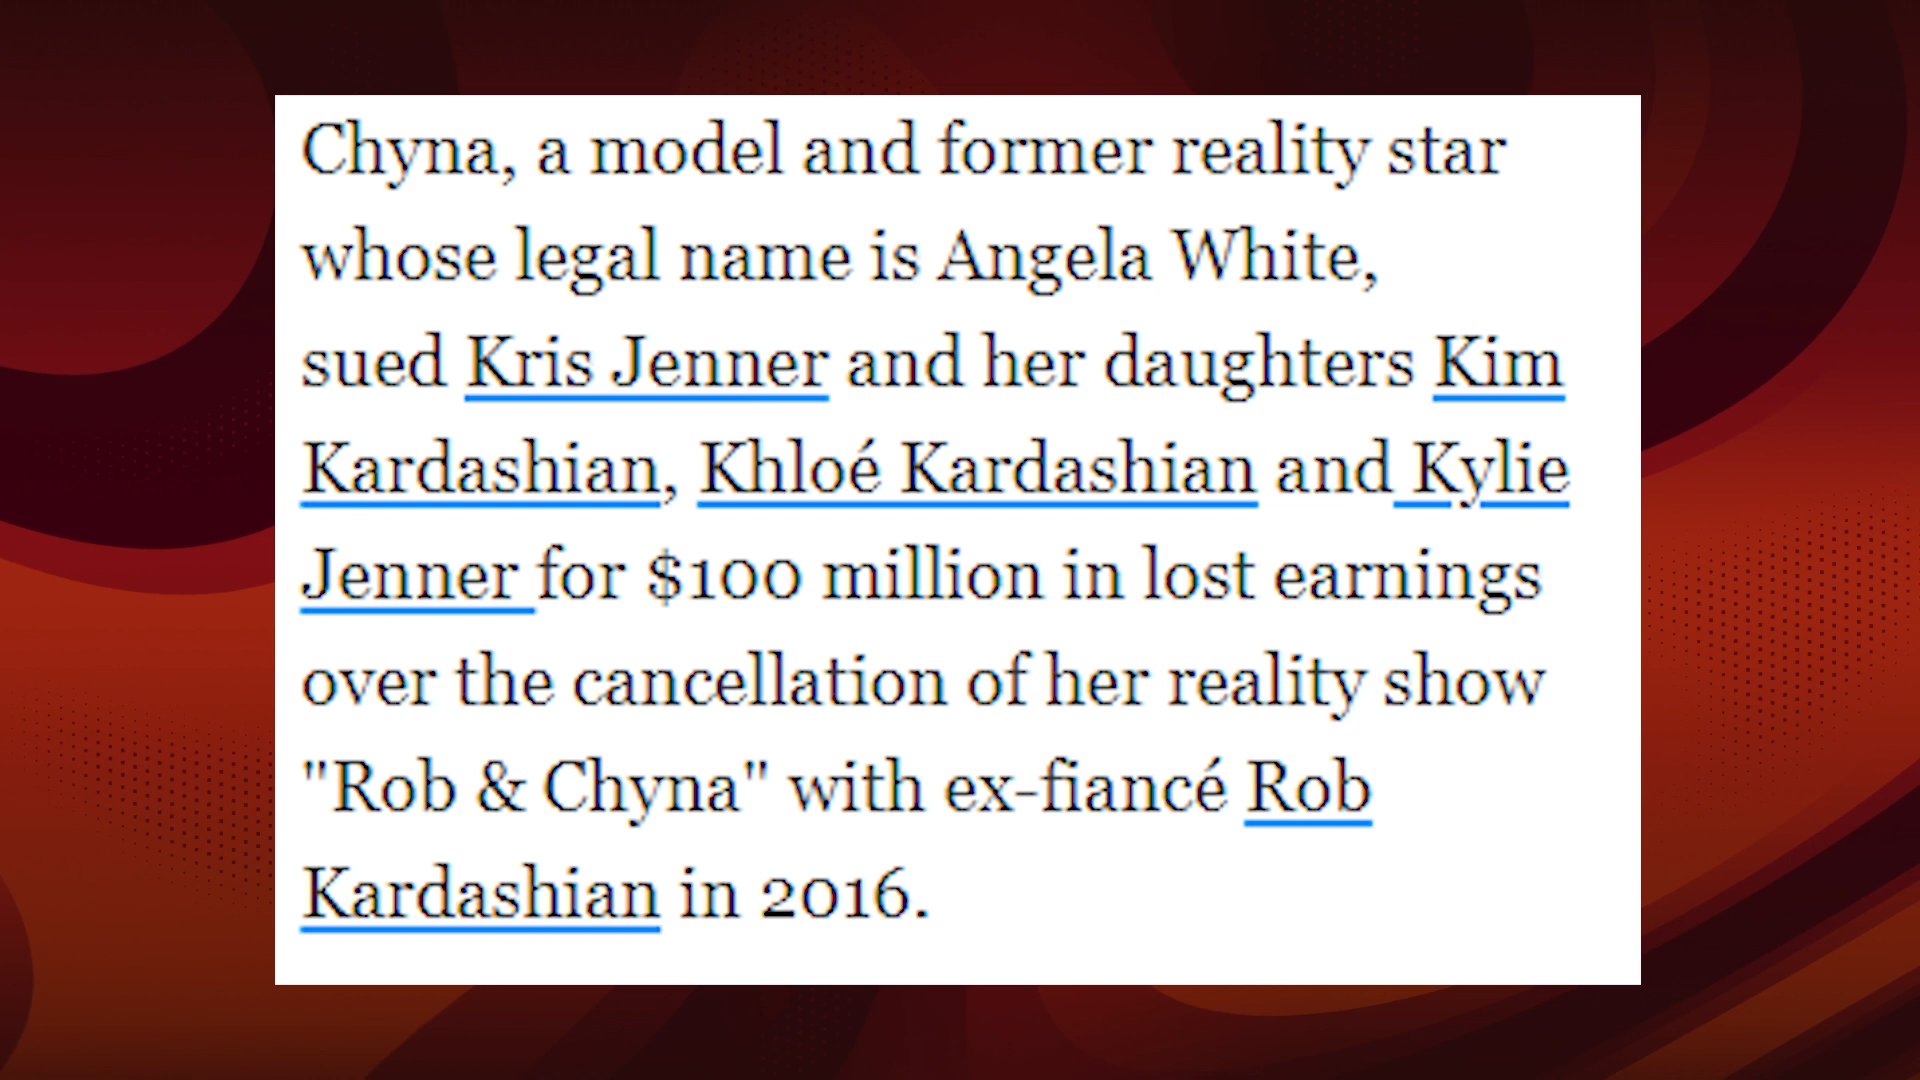 Chyna, a model and former reality star
whose legal name is Angela White,
sued Kris Jenner and her daughters Kim
Kardashian, Khloé Kardashian and Kylie
Jenner for $100 million in lost earnings
over the cancellation of her reality show
"Rob & Chyna" with ex-fiancé Rob
Kardashian in 2016.